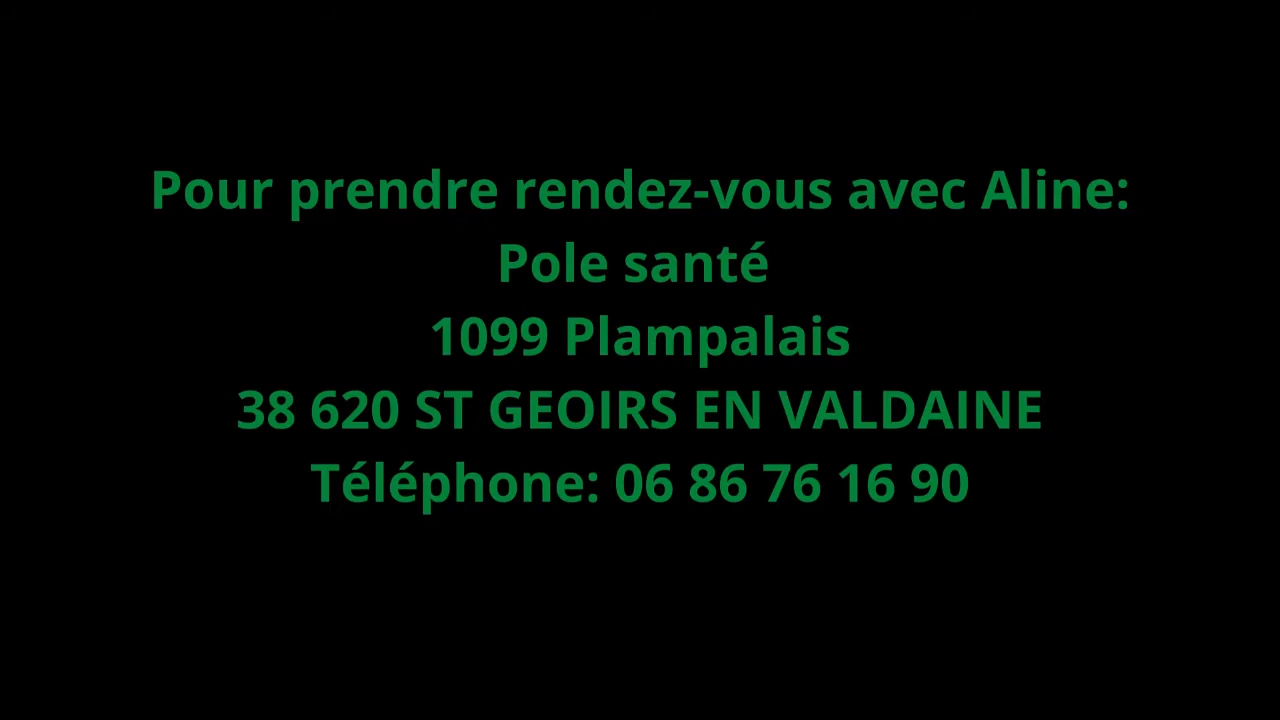 Pour prendre rendez-vous avec Aline:
Pole santé
1099 Plampalais
38 620 ST GEOIRS EN VALDAINE
Téléphone: 06 86 76 16 90